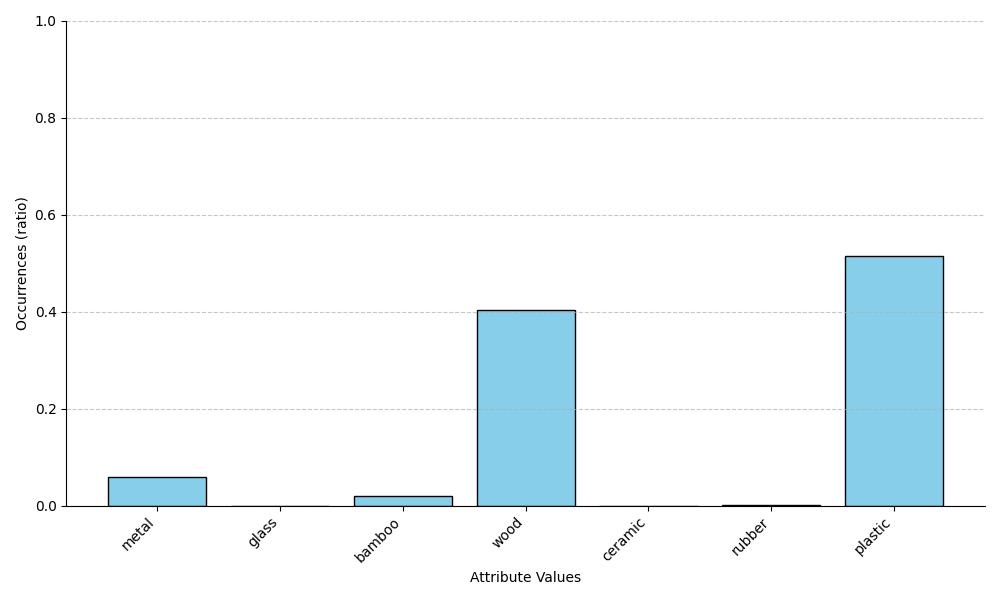 1.0
0.8
0.6
0.4
0.2
0.0
Occurrences (ratio)
metal
glass
bamboo
wood
ceramic
rubber
plastic
Attribute Values